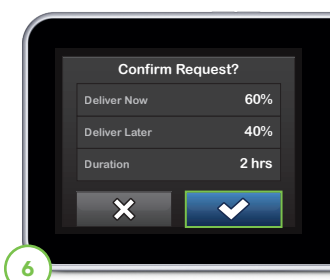 Confirm Request?
Deliver Now 60%
Deliver Later 40%
Duration 2 hrs
6